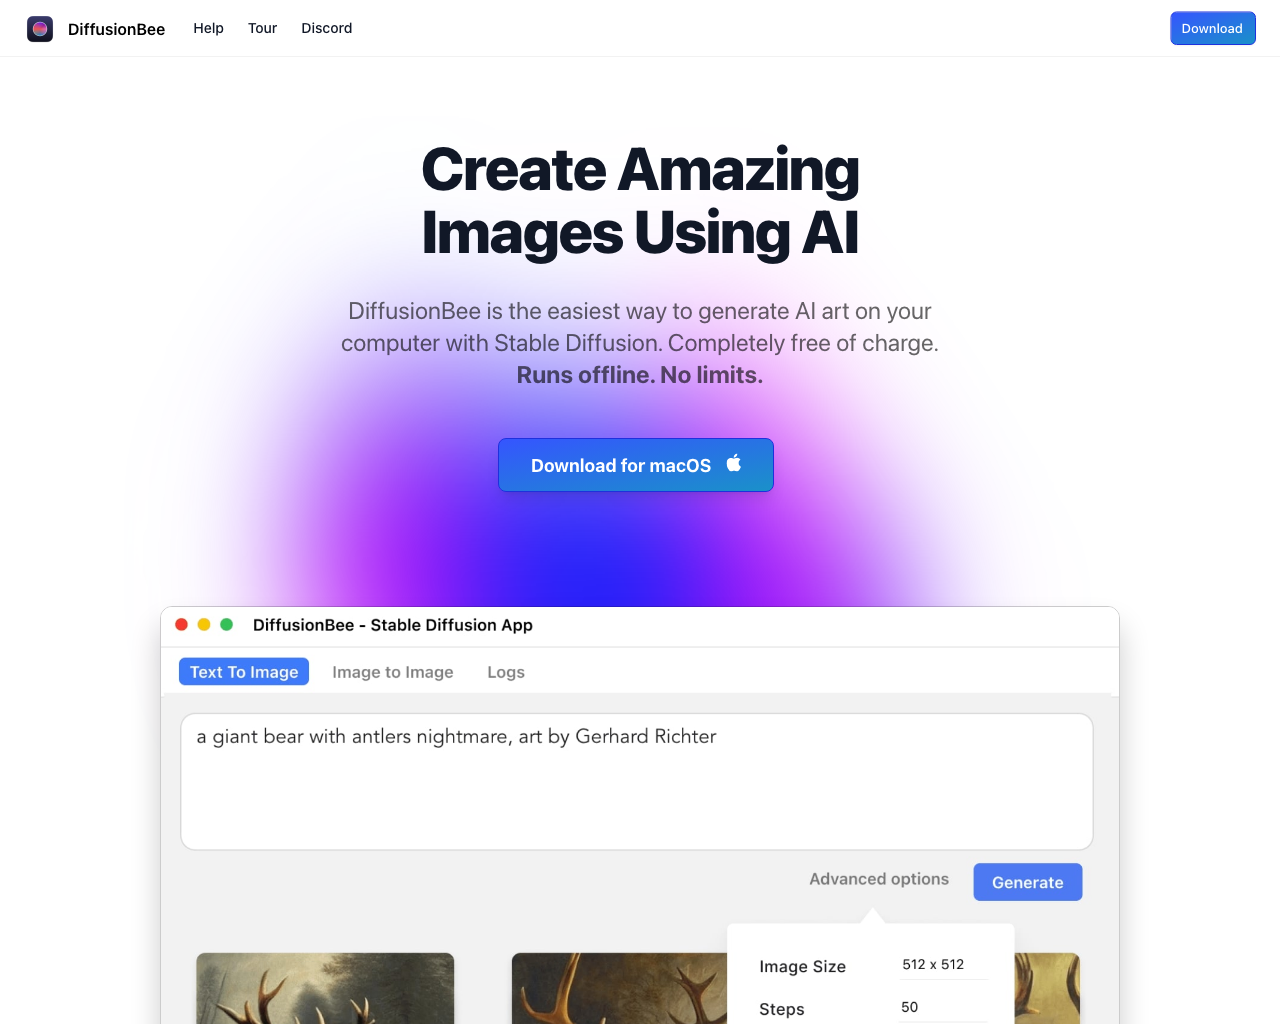 DiffusionBee
Help
Tour
Discord
Download
Create Amazing
Images Using AI
DiffusionBee is the easiest way to generate AI art on your
computer with Stable Diffusion. Completely free of charge.
Runs offline. No limits.
Download for macOS
DiffusionBee - Stable Diffusion App
Text To Image
Image to Image
Logs
a giant bear with antlers nightmare, art by Gerhard Richter
Advanced options
Generate
Image Size
512 x 512
Steps
50